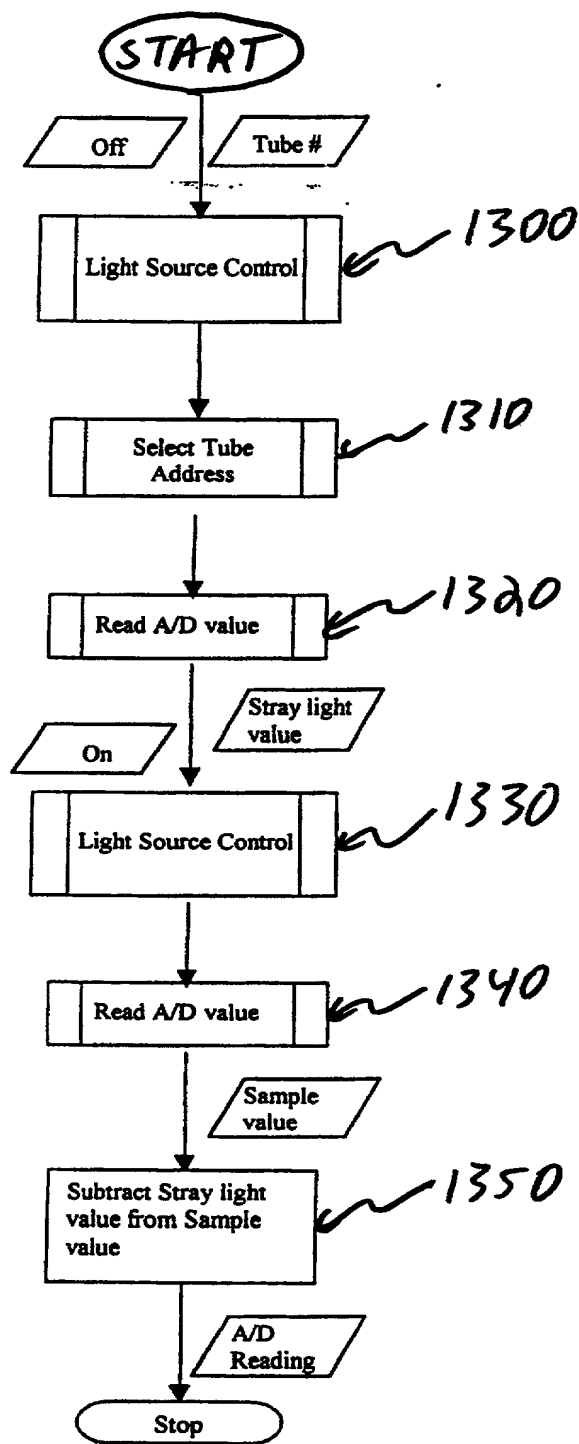 START
Off
Tube #
Light Source Control
1300
Select Tube
Address
1310
Read A/D value
1320
Stray light
value
On
Light Source Control
1330
Read A/D value
1340
Sample
value
Subtract Stray light
value from Sample
value
1350
A/D
Reading
Stop